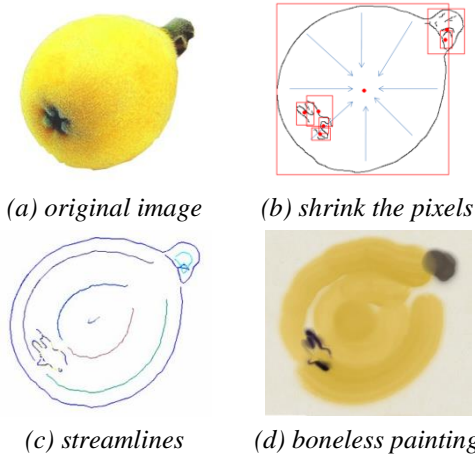 (a) original image
(b) shrink the pixels
(c) streamlines
(d) boneless painting